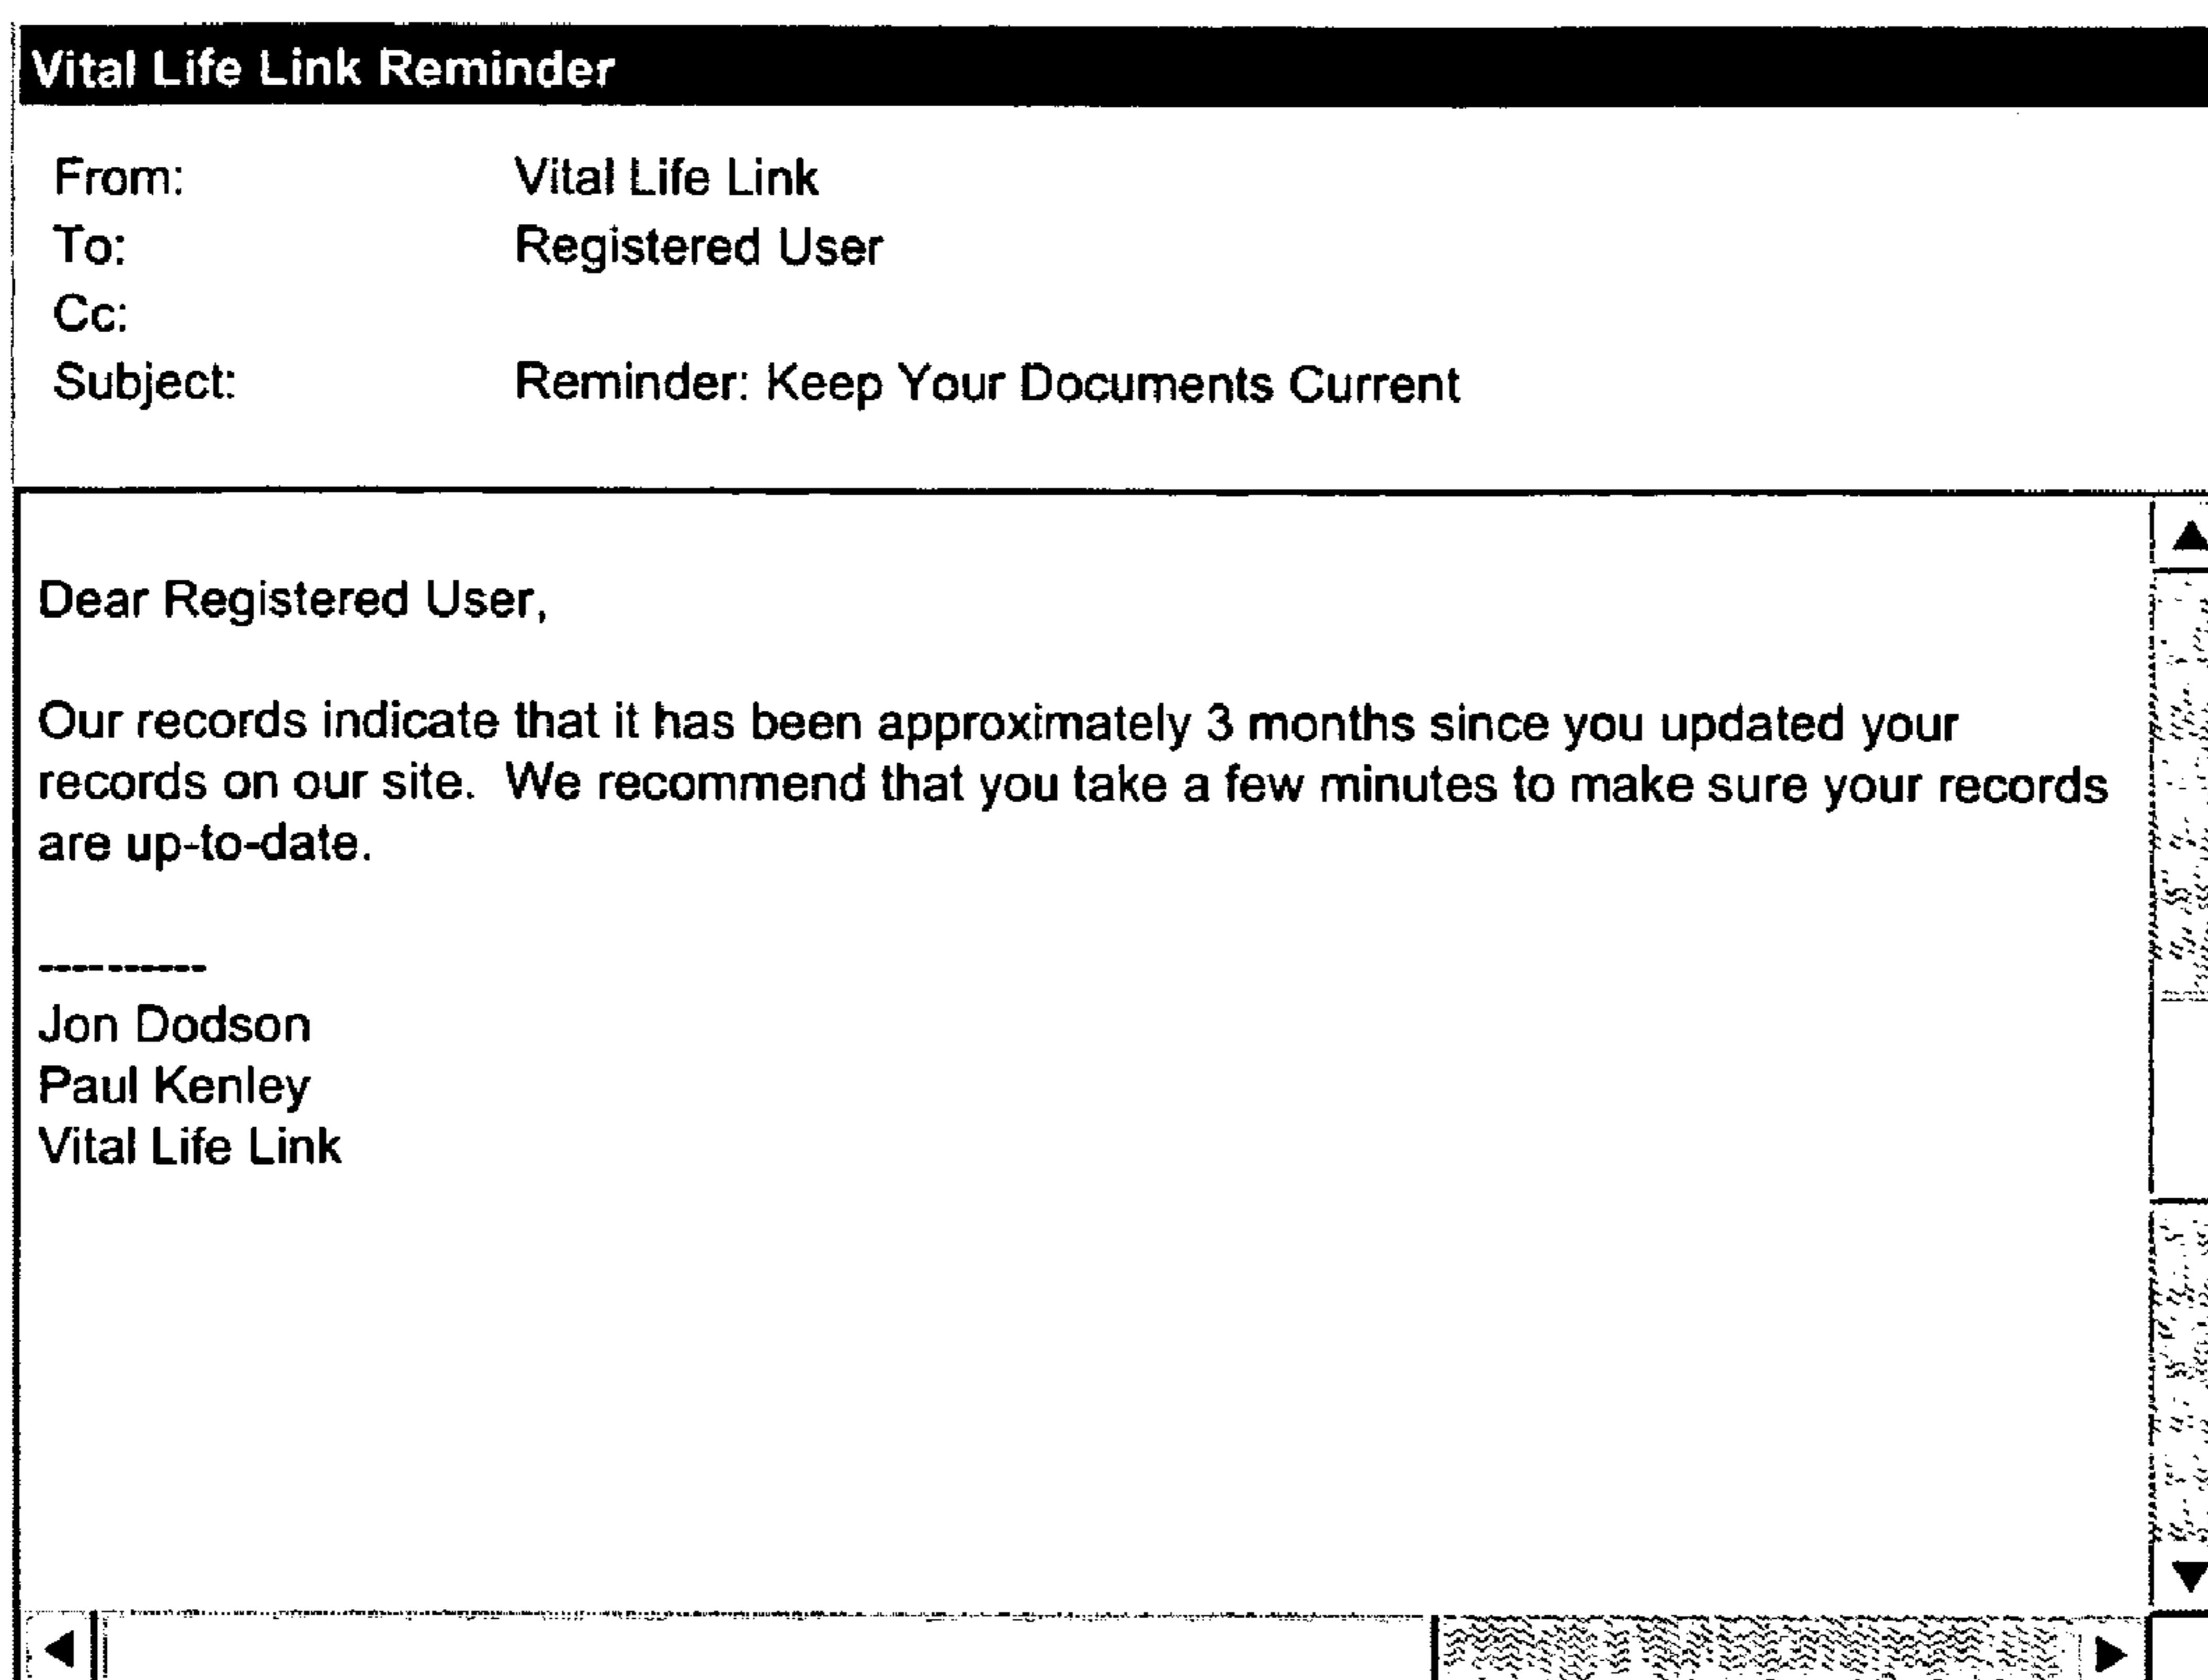 Vital Life Link Reminder
From: Vital Life Link
To: Registered User
Cc:
Subject: Reminder: Keep Your Documents Current
Dear Registered User,
Our records indicate that it has been approximately 3 months since you updated your
records on our site.  We recommend that you take a few minutes to make sure your records
are up-to-date.
----------
Jon Dodson
Paul Kenley
Vital Life Link